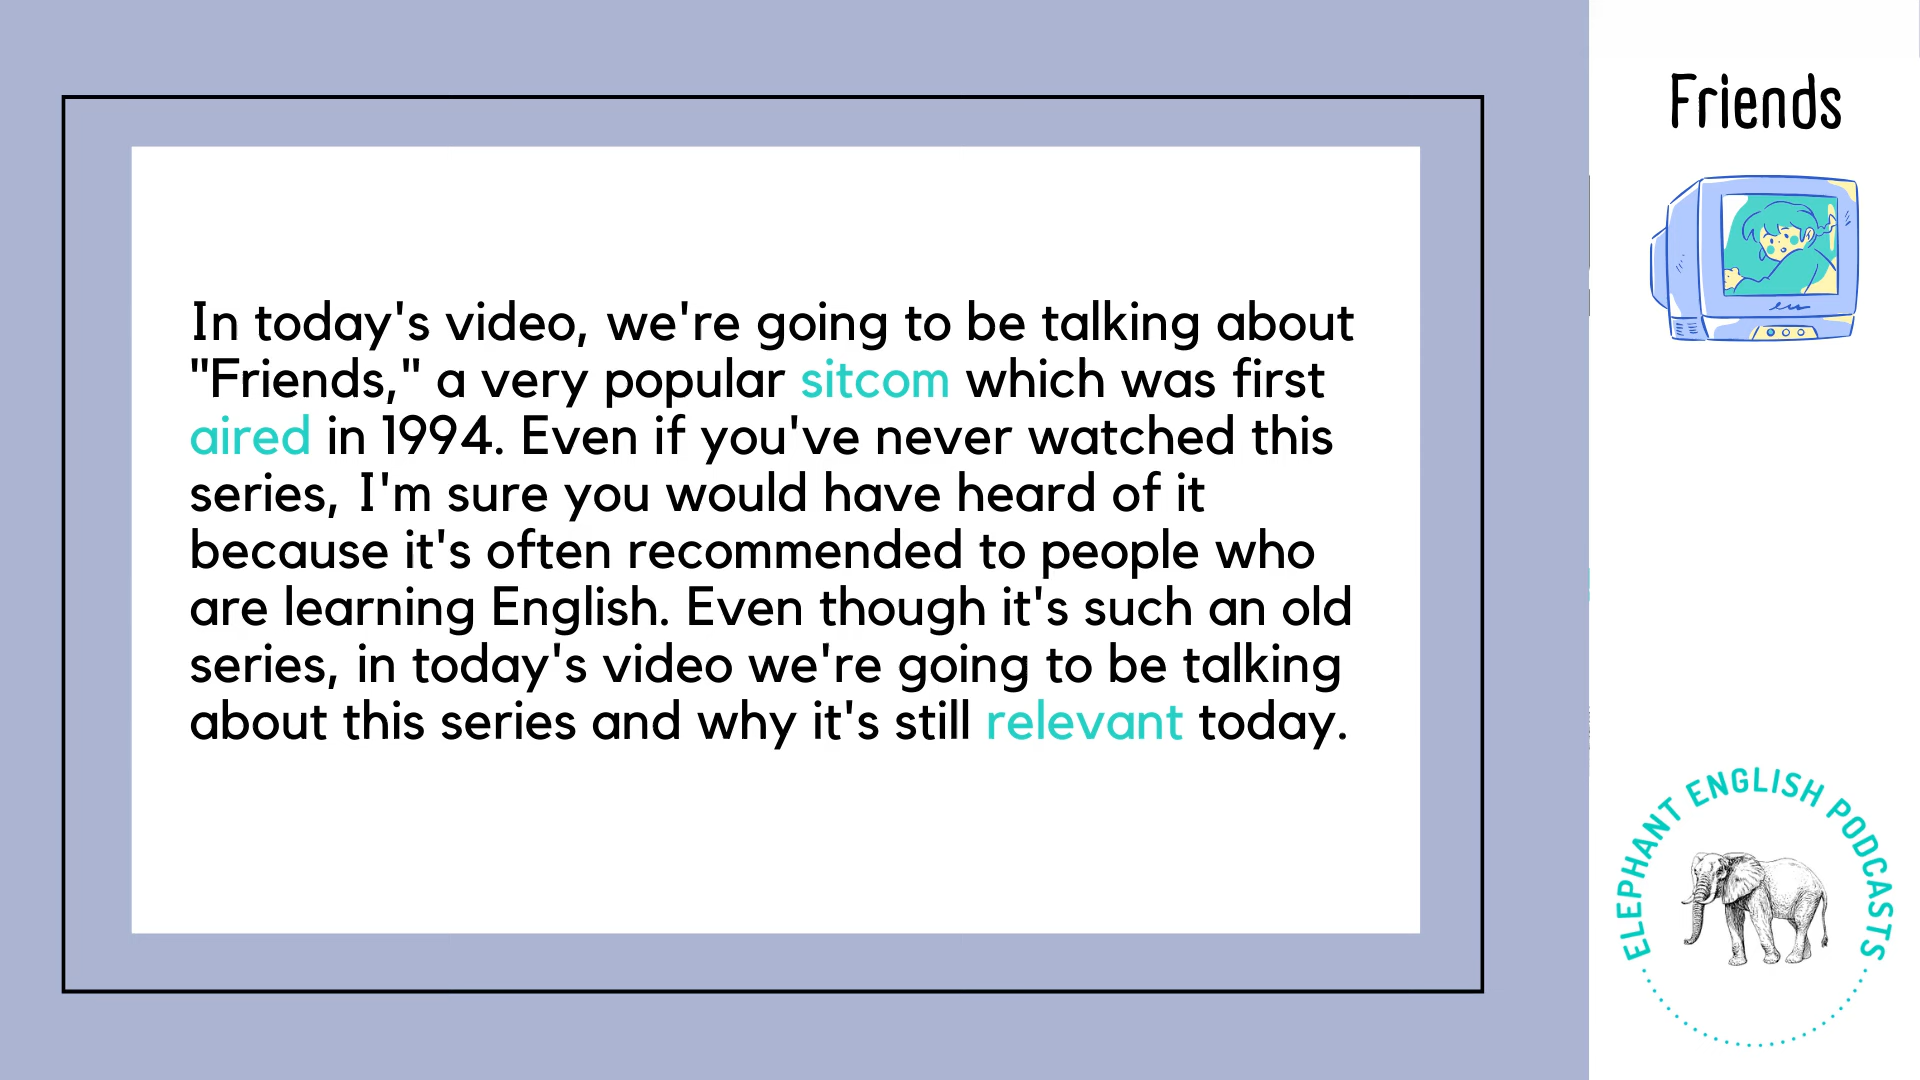 In today's video, we're going to be talking about
"Friends," a very popular sitcom which was first
aired in 1994. Even if you've never watched this
series, I'm sure you would have heard of it
because it's often recommended to people who
are learning English. Even though it's such an old
series, in today's video we're going to be talking
about this series and why it's still relevant today.
Friends
ELEPHANT ENGLISH PODCASTS